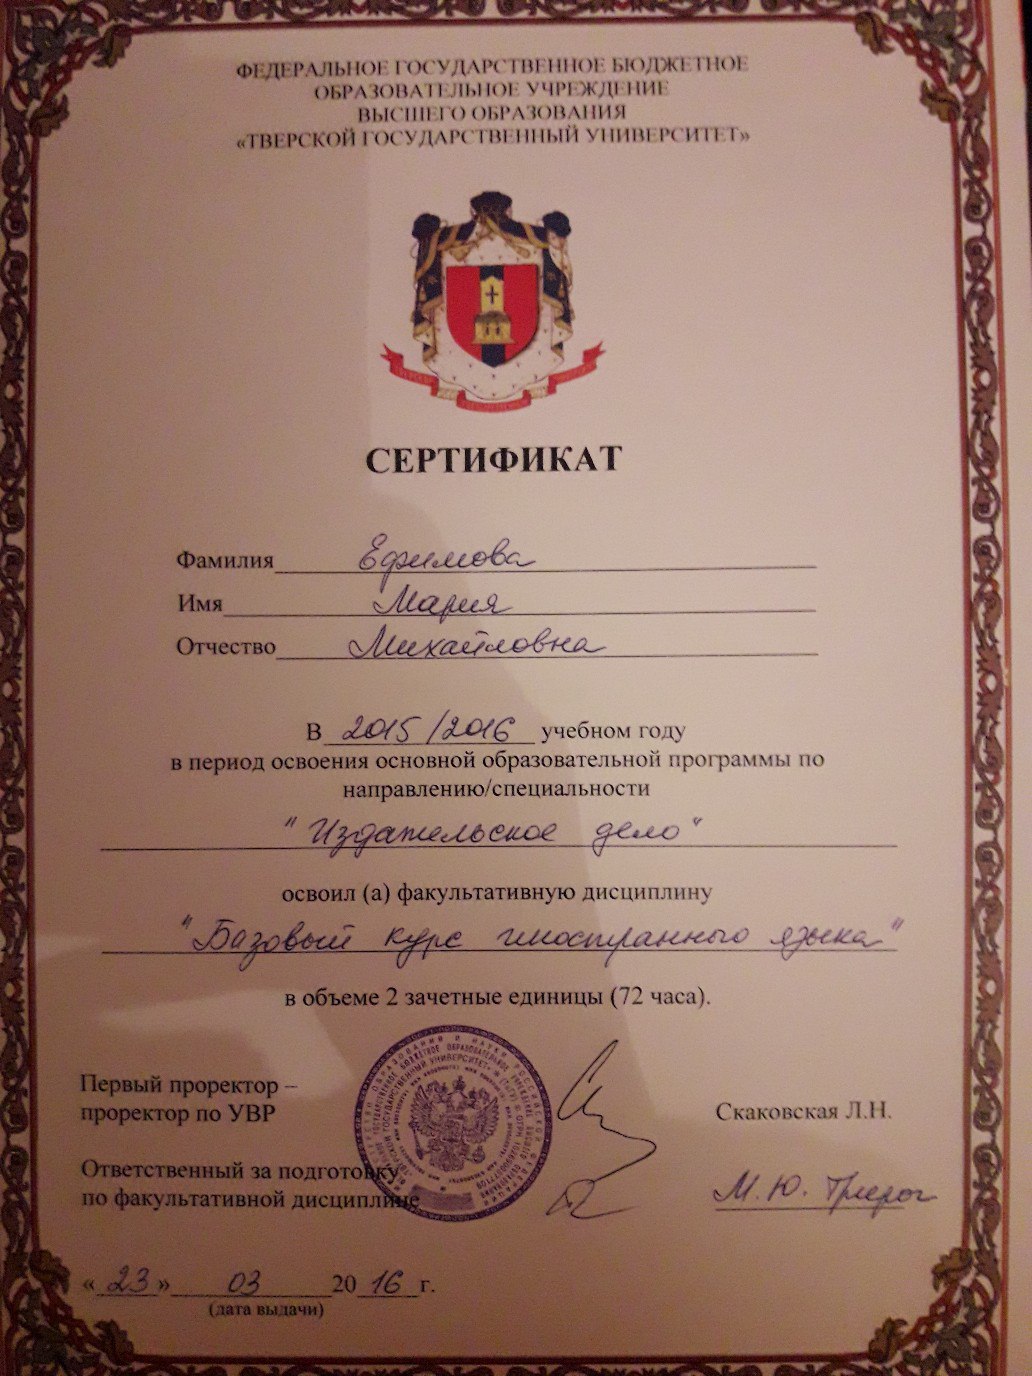 ФЕДЕРАЛЬНОЕ ГОСУДАРСТВЕННОЕ БЮДЖЕТНОЕ
ОБРАЗОВАТЕЛЬНОЕ УЧРЕЖДЕНИЕ
ВЫСШЕГО ОБРАЗОВАНИЯ
«ТВЕРСКОЙ ГОСУДАРСТВЕННЫЙ УНИВЕРСИТЕТ»
СЕРТИФИКАТ
Фамилия Ефимова
Имя Мария
Отчество Михайловна
В 2015/2016 учебном году
в период освоения основной образовательной программы по
направлению/специальности
"Издательское дело"
освоил (а) факультативную дисциплину
"Базовый курс иностранного языка"
в объеме 2 зачетные единицы (72 часа).
Первый проректор –
проректор по УВР
Скаковская Л.Н.
Ответственный за подготовку
по факультативной дисциплине
М. Ю.
« 23 » 03 20 16 г.
(дата выдачи)